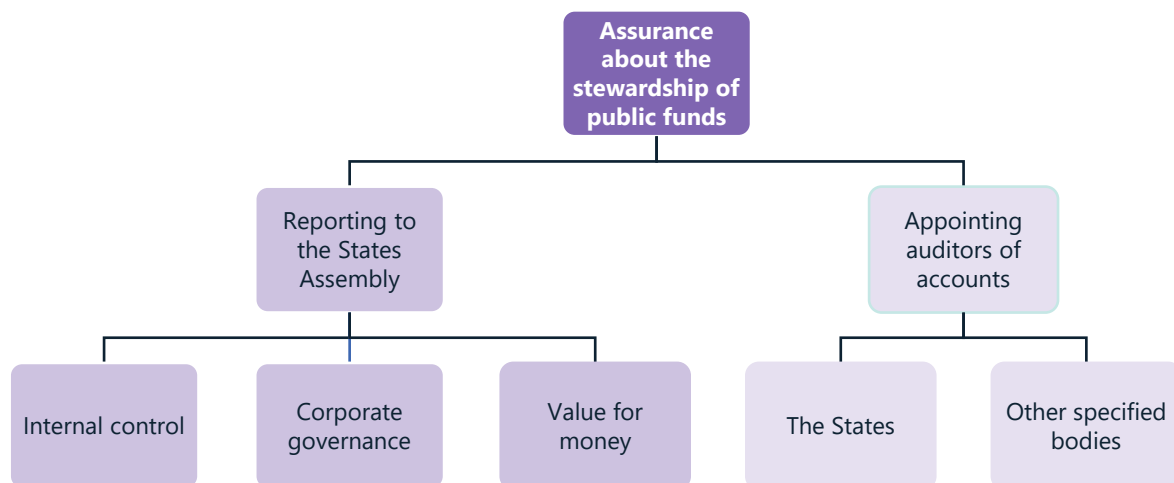 Assurance
about the
stewardship of
public funds
Reporting to
the States
Assembly
Appointing
auditors of
accounts
Internal control
Corporate
governance
Value for
money
The States
Other specified
bodies